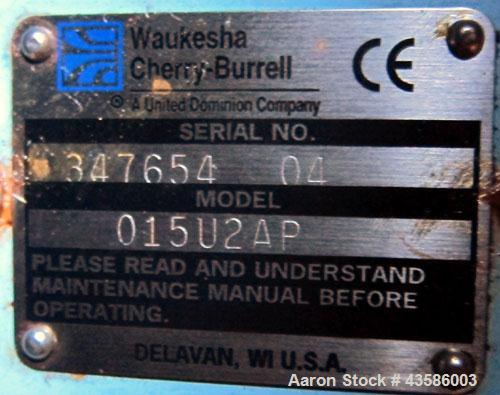 Waukesha
Cherry-Burrell
A United Dominion Company
CE
SERIAL NO.
347654 04
MODEL
015U2AP
PLEASE READ AND UNDERSTAND
MAINTENANCE MANUAL BEFORE
OPERATING.
DELAVAN, WI U.S.A.
Aaron Stock # 43586003